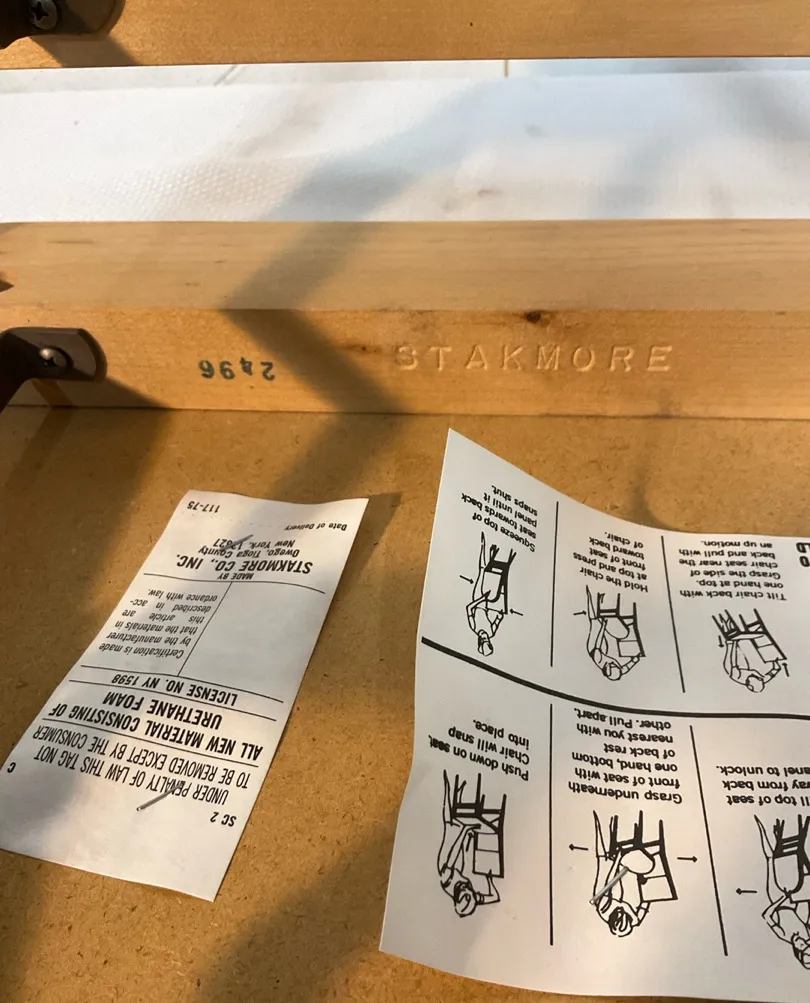 STAKMORE
2496
SC 2
UNDER PENALTY OF LAW THIS TAG NOT
TO BE REMOVED EXCEPT BY THE CONSUMER
C
ALL NEW MATERIAL CONSISTING OF
URETHANE FOAM
LICENSE NO. NY 1598
Certification is made
by the manufacturer
that the materials in
this article are
described in acc-
ordance with law.
MADE BY
STAKMORE CO., INC.
Owego, Tioga County
New York,
Date of Delivery
117-75
top of seat
from back
to unlock.
Grasp underneath
front of seat with
one hand, bottom
of back rest
nearest you with
other. Pull apart.
Push down on seat.
Chair will snap
into place.
Tilt chair back with
one hand at top.
Grasp the side of
chair seat near the
back and pull with
an up motion.
Hold the chair
at top and press
front of seat
toward back
of chair.
Squeeze top of
seat towards back
panel until it
snaps shut.